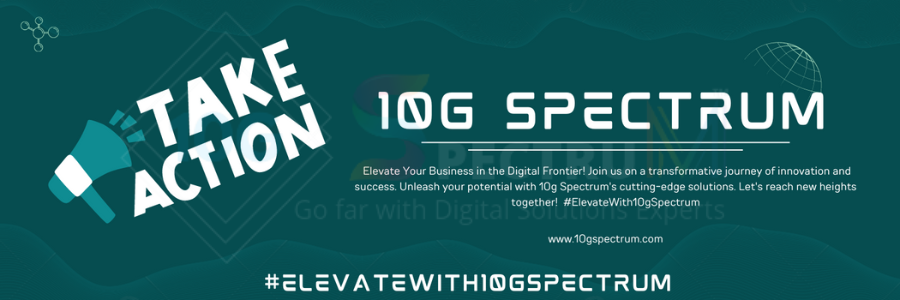 TAKE
ACTION
10G SPECTRUM
SPECTRUM
Elevate Your Business in the Digital Frontier! Join us on a transformative journey of innovation and
success. Unleash your potential with 10g Spectrum's cutting-edge solutions. Let's reach new heights
together! #ElevateWith10gSpectrum
Go far with Digital Solutions Experts
www.10gspectrum.com
#ELEVATEWITH10GSPECTRUM